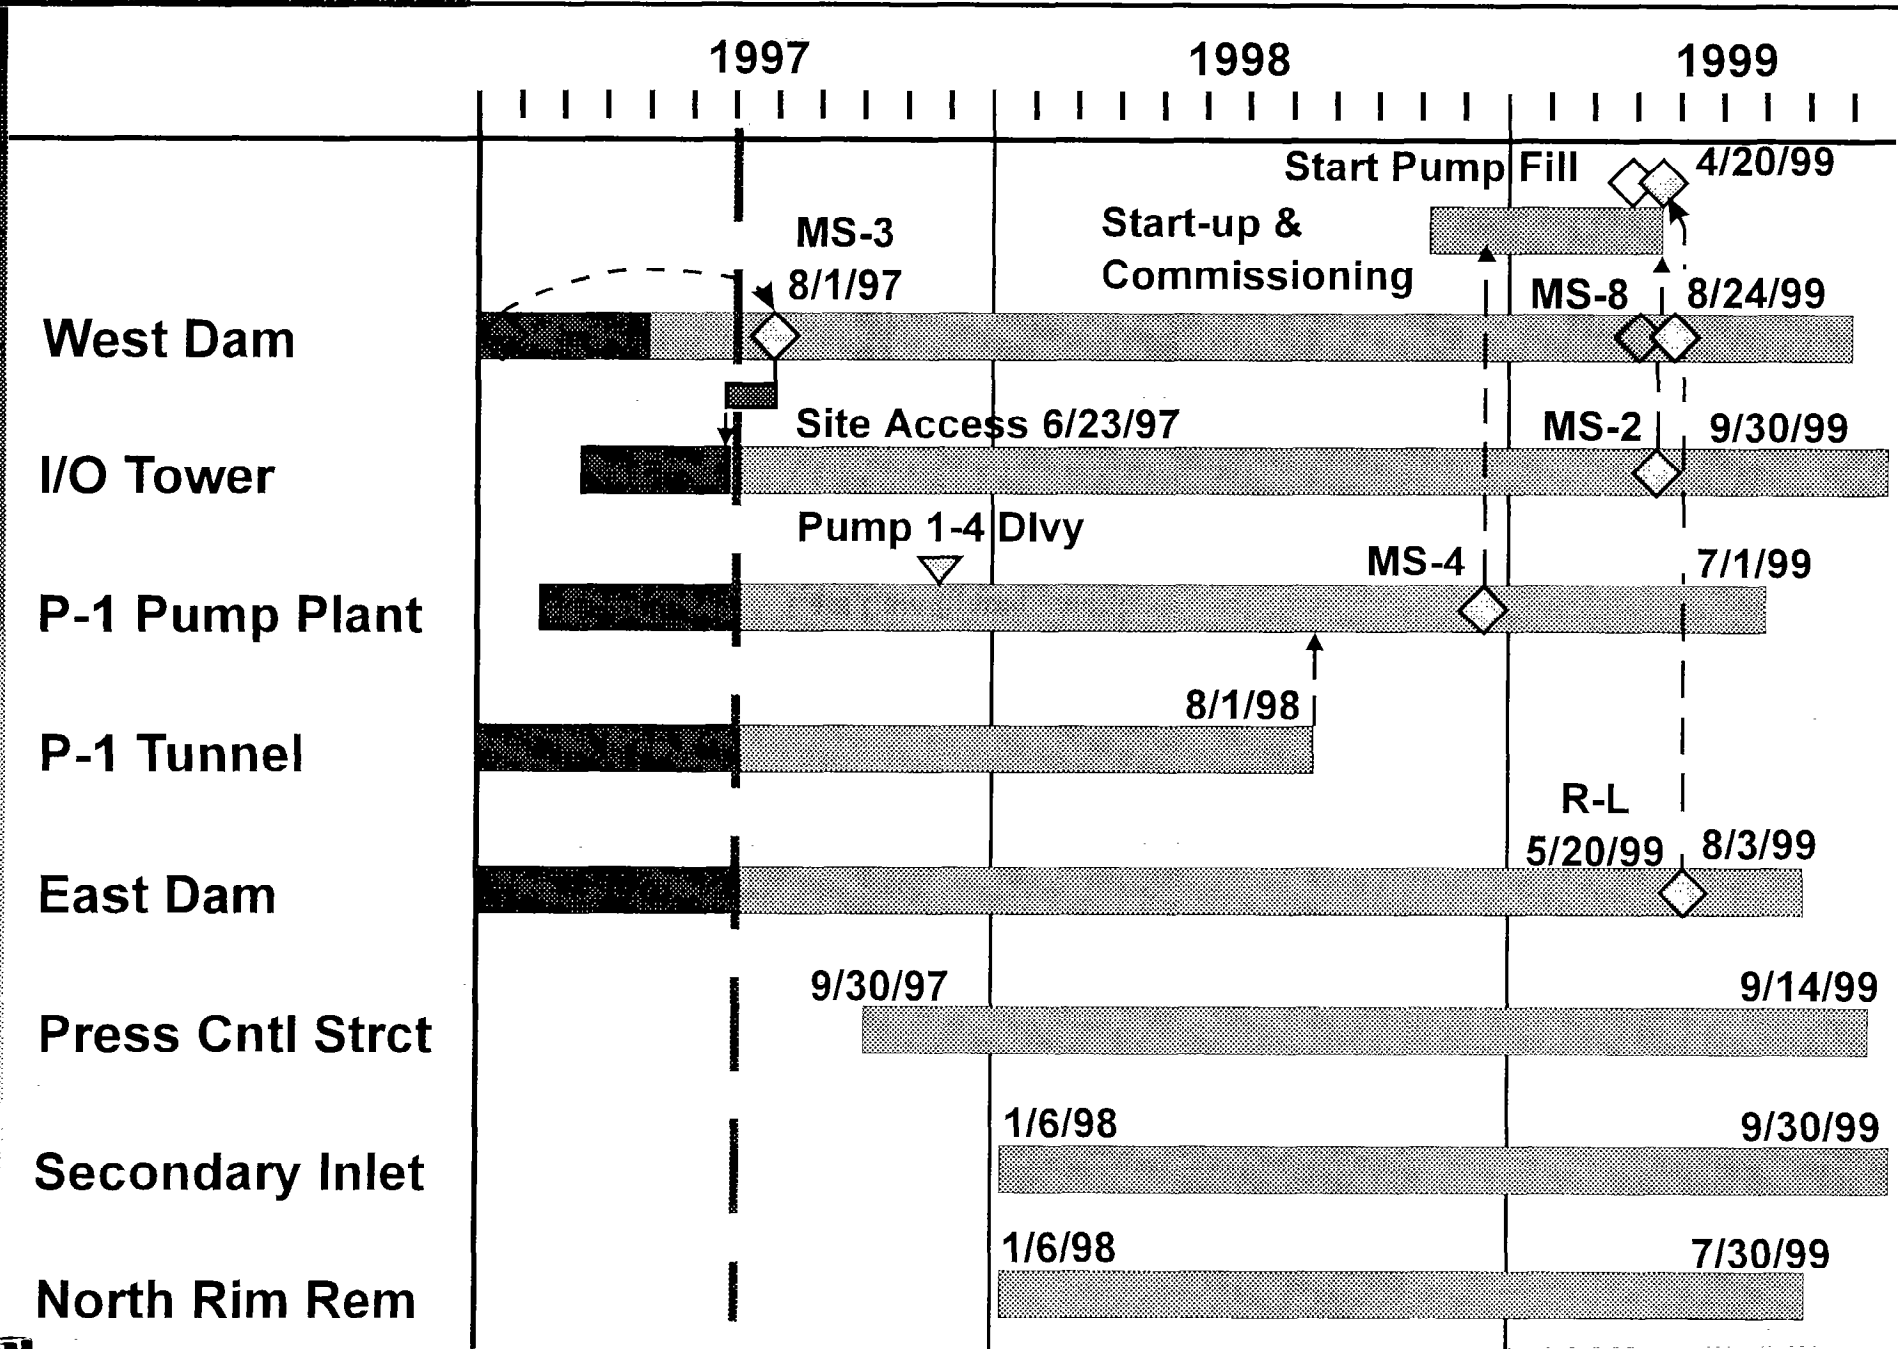 1997 1998 1999
Start Pump Fill 4/20/99
MS-3 Start-up &
8/1/97 Commissioning
MS-8 8/24/99
West Dam
Site Access 6/23/97 MS-2 9/30/99
I/O Tower
Pump 1-4 Dlvy
MS-4 7/1/99
P-1 Pump Plant
8/1/98
P-1 Tunnel
R-L
5/20/99 8/3/99
East Dam
9/30/97 9/14/99
Press Cntl Strct
1/6/98 9/30/99
Secondary Inlet
1/6/98 7/30/99
North Rim Rem